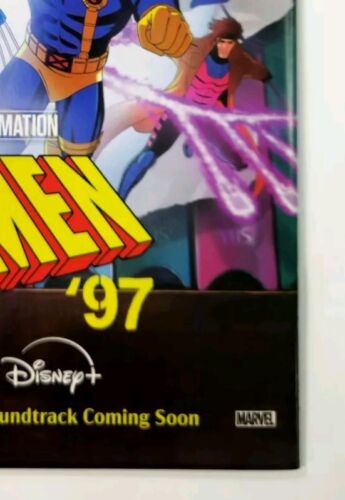 MATION
MEN
'97
Disney+
undtrack Coming Soon
MARVEL